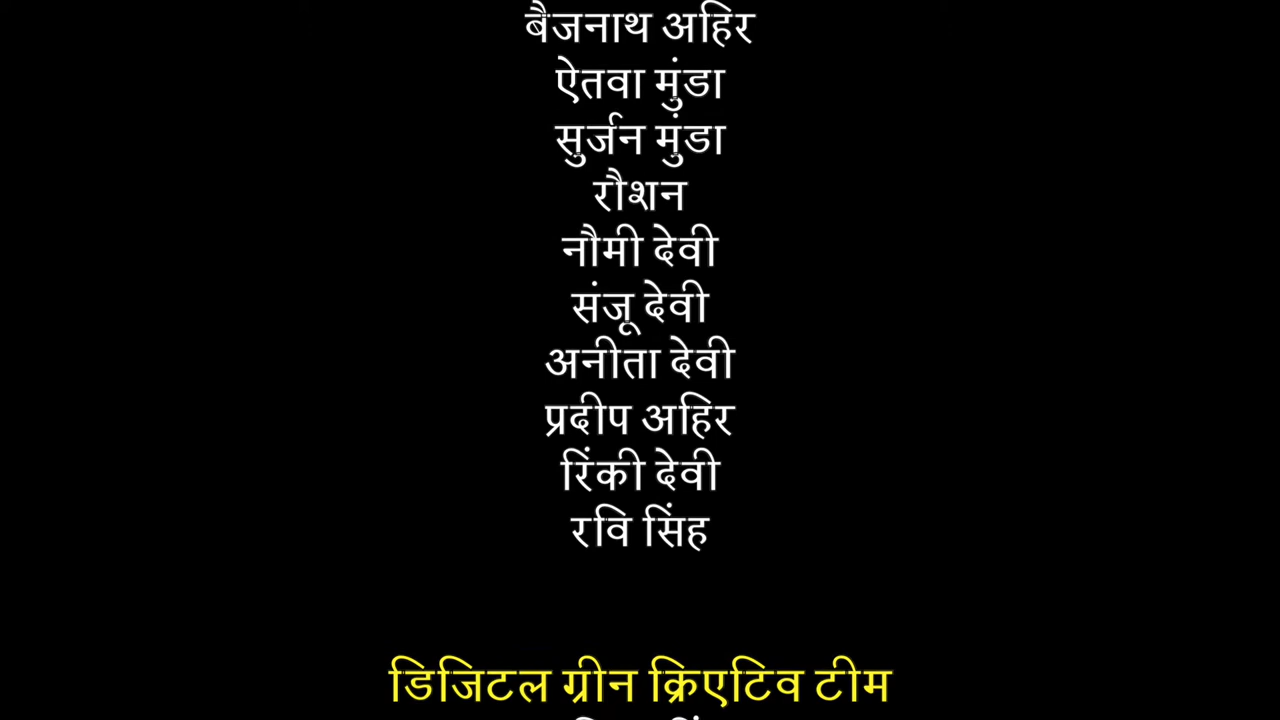 बैजनाथ अहिर
ऐतवा मुंडा
सुर्जन मुंडा
रौशन
नौमी देवी
संजू देवी
अनीता देवी
प्रदीप अहिर
रिंकी देवी
रवि सिंह
डिजिटल ग्रीन क्रिएटिव टीम